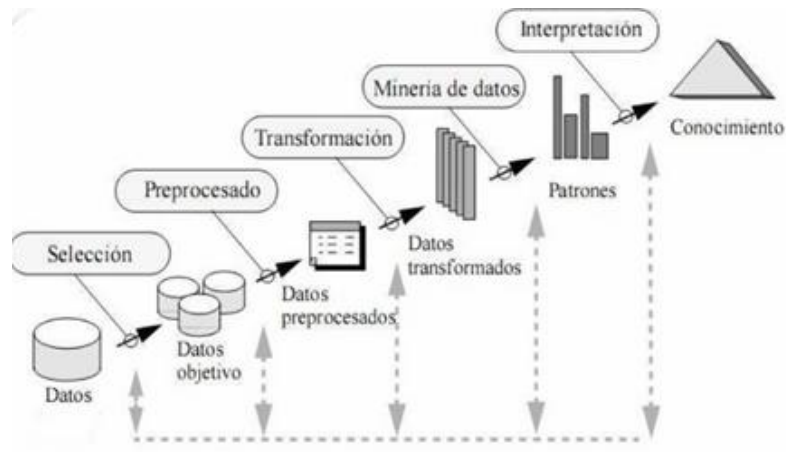 Interpretación
Minería de datos
Conocimiento
Transformación
Patrones
Preprocesado
Datos
transformados
Selección
Datos
preprocesados
Datos
objetivo
Datos